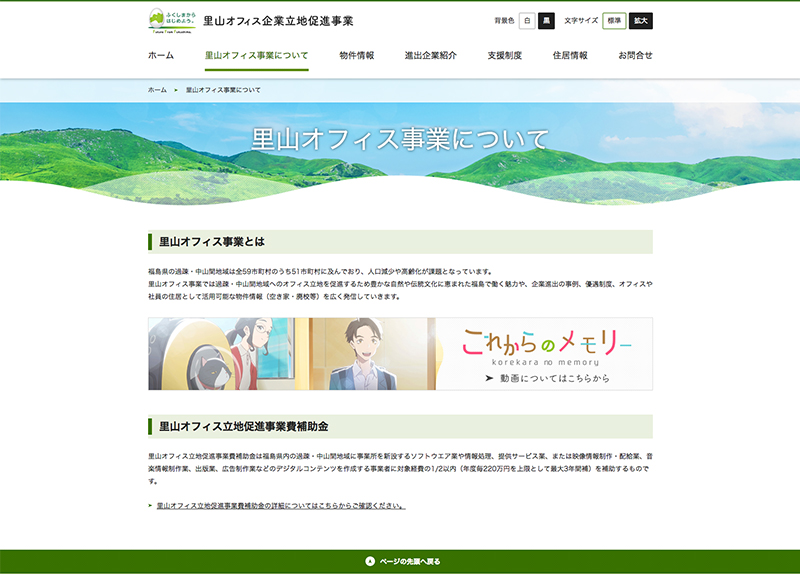 ふくしまから
はじめよう。
Future From Fukushima.
里山オフィス企業立地促進事業
背景色 白 黒 文字サイズ 標準 拡大
ホーム 里山オフィス事業について 物件情報 進出企業紹介 支援制度 住居情報 お問合せ
ホーム ► 里山オフィス事業について
里山オフィス事業について
里山オフィス事業とは
福島県の過疎・中山間地域は全59市町村のうち51市町村に及んでおり、人口減少や高齢化が課題となっています。
里山オフィス事業では過疎・中山間地域へのオフィス立地を促進するため豊かな自然や伝統文化に恵まれた福島で働く魅力や、企業進出の事例、優遇制度、オフィスや
社員の住居として活用可能な物件情報（空き家・廃校等）を広く発信していきます。
これからのメモリー
korekara no memory
➤ 動画についてはこちらから
里山オフィス立地促進事業費補助金
里山オフィス立地促進事業費補助金は福島県内の過疎・中山間地域に事業所を新設するソフトウエア業や情報処理、提供サービス業、または映像情報制作・配給業、音
楽情報制作業、出版業、広告制作業などのデジタルコンテンツを作成する事業者に対象経費の1/2以内（年度毎220万円を上限として最大3年間補）を補助するもので
す。
➤ 里山オフィス立地促進事業費補助金の詳細についてはこちらからご確認ください。
ページの先頭へ戻る